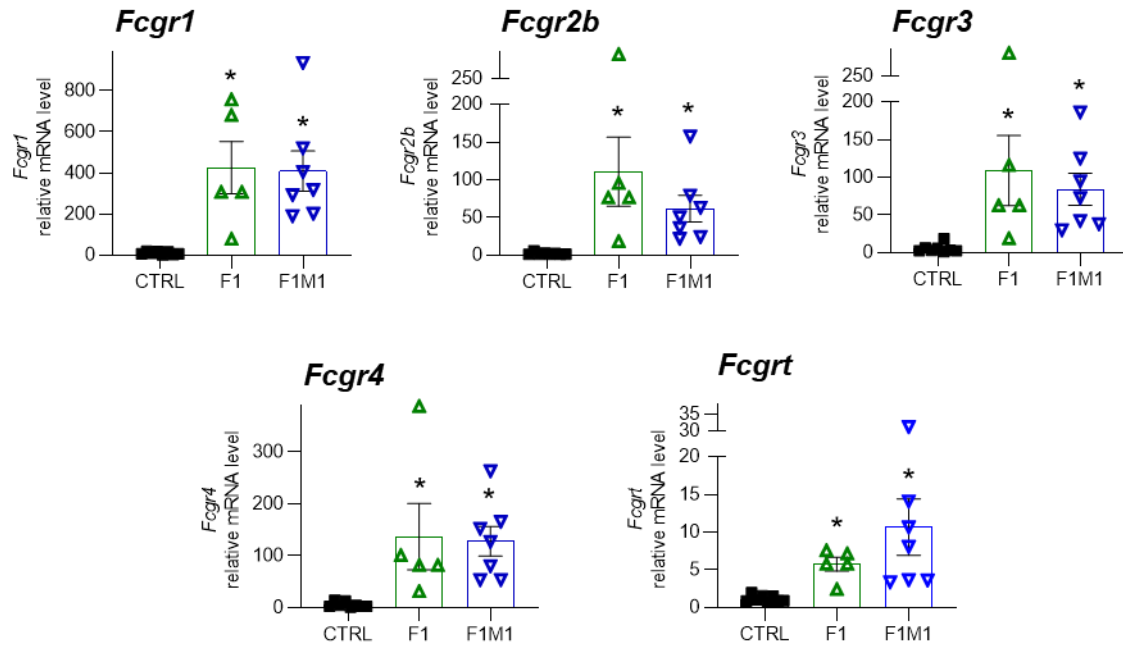 Fcgr1
Fcgr1
relative mRNA level
800
600
400
200
0
*
*
CTRL
F1
F1M1
Fcgr2b
Fcgr2b
relative mRNA level
250
200
150
100
50
0
*
*
CTRL
F1
F1M1
Fcgr3
Fcgr3
relative mRNA level
250
200
150
100
50
0
*
*
CTRL
F1
F1M1
Fcgr4
Fcgr4
relative mRNA level
300
200
100
0
*
*
CTRL
F1
F1M1
Fcgrt
Fcgrt
relative mRNA level
35
30
20
15
10
5
0
*
*
CTRL
F1
F1M1